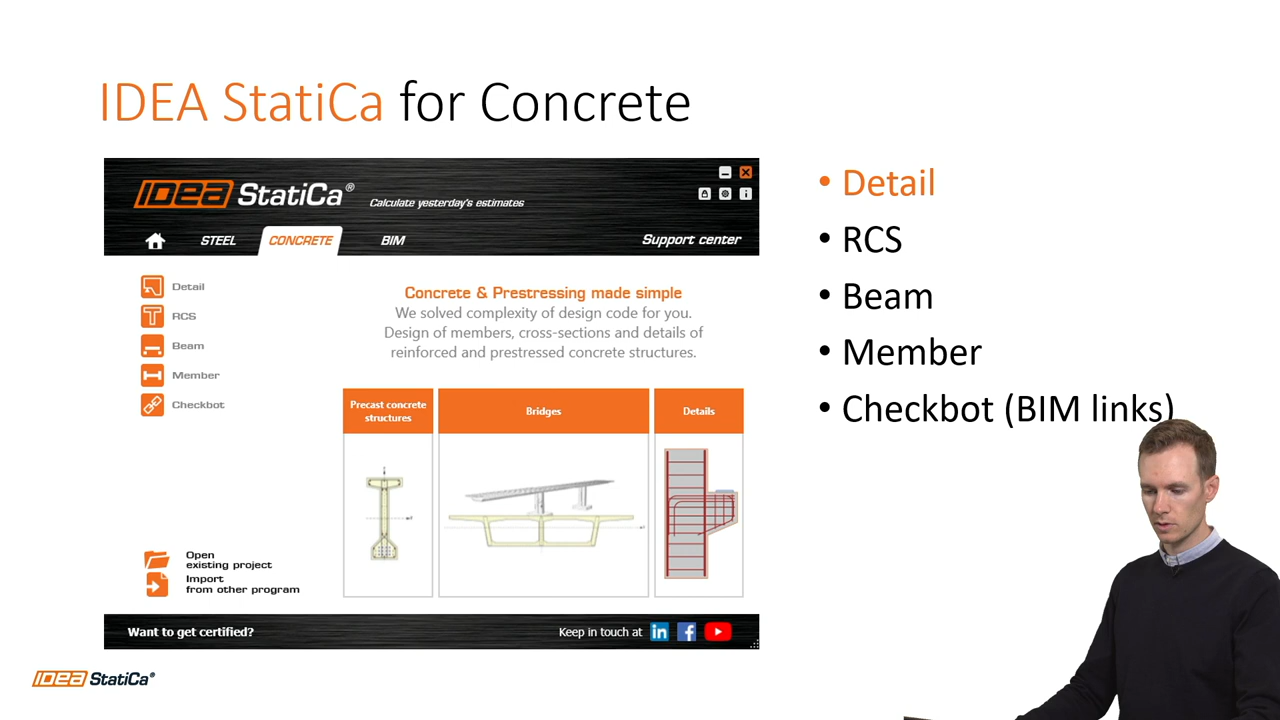 IDEA StatiCa for Concrete
IDEA StatiCa®
Calculate yesterday's estimates
STEEL
CONCRETE
BIM
Support center
Detail
RCS
Beam
Member
Checkbot
Concrete & Prestressing made simple
We solved complexity of design code for you.
Design of members, cross-sections and details of
reinforced and prestressed concrete structures.
Precast concrete
structures
Bridges
Details
Open
existing project
Import
from other program
Want to get certified?
Keep in touch at
• Detail
• RCS
• Beam
• Member
• Checkbot (BIM links)
IDEA StatiCa®